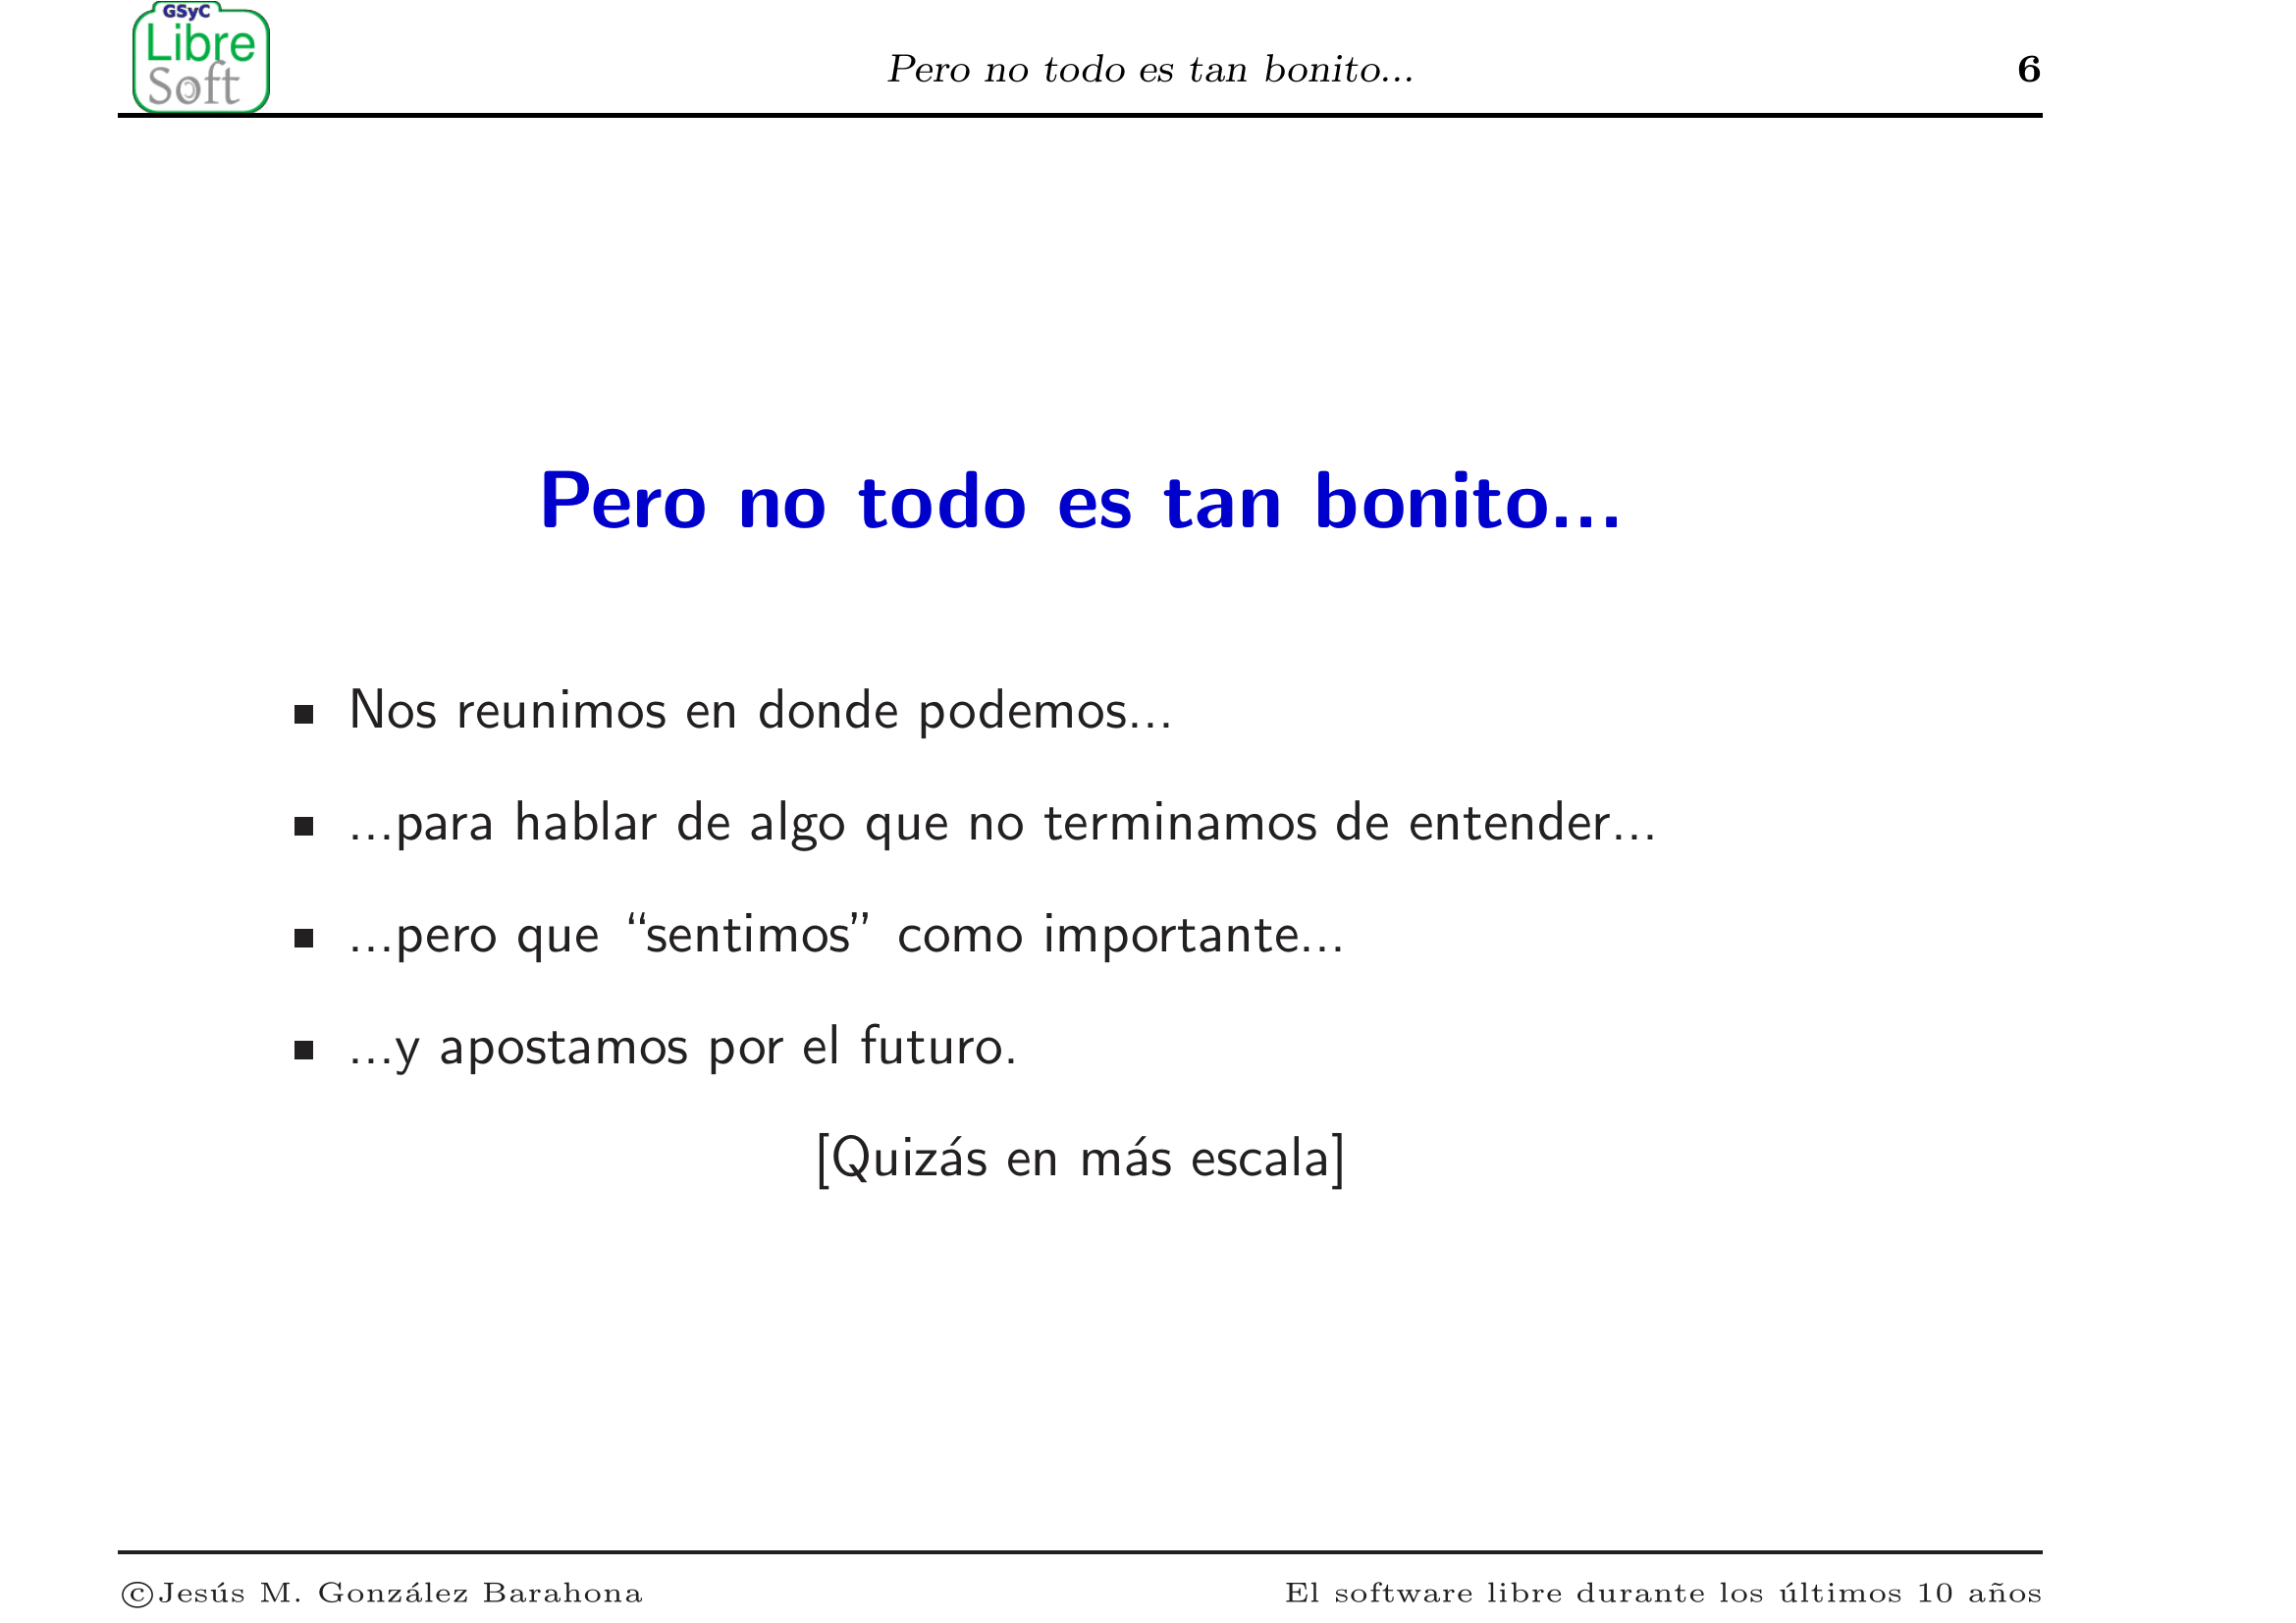 GSyC
Libre
Soft
Pero no todo es tan bonito...
6
Pero no todo es tan bonito...
■ Nos reunimos en donde podemos...
■ ...para hablar de algo que no terminamos de entender...
■ ...pero que “sentimos” como importante...
■ ...y apostamos por el futuro.
[Quizás en más escala]
©Jesús M. González Barahona
El software libre durante los últimos 10 años